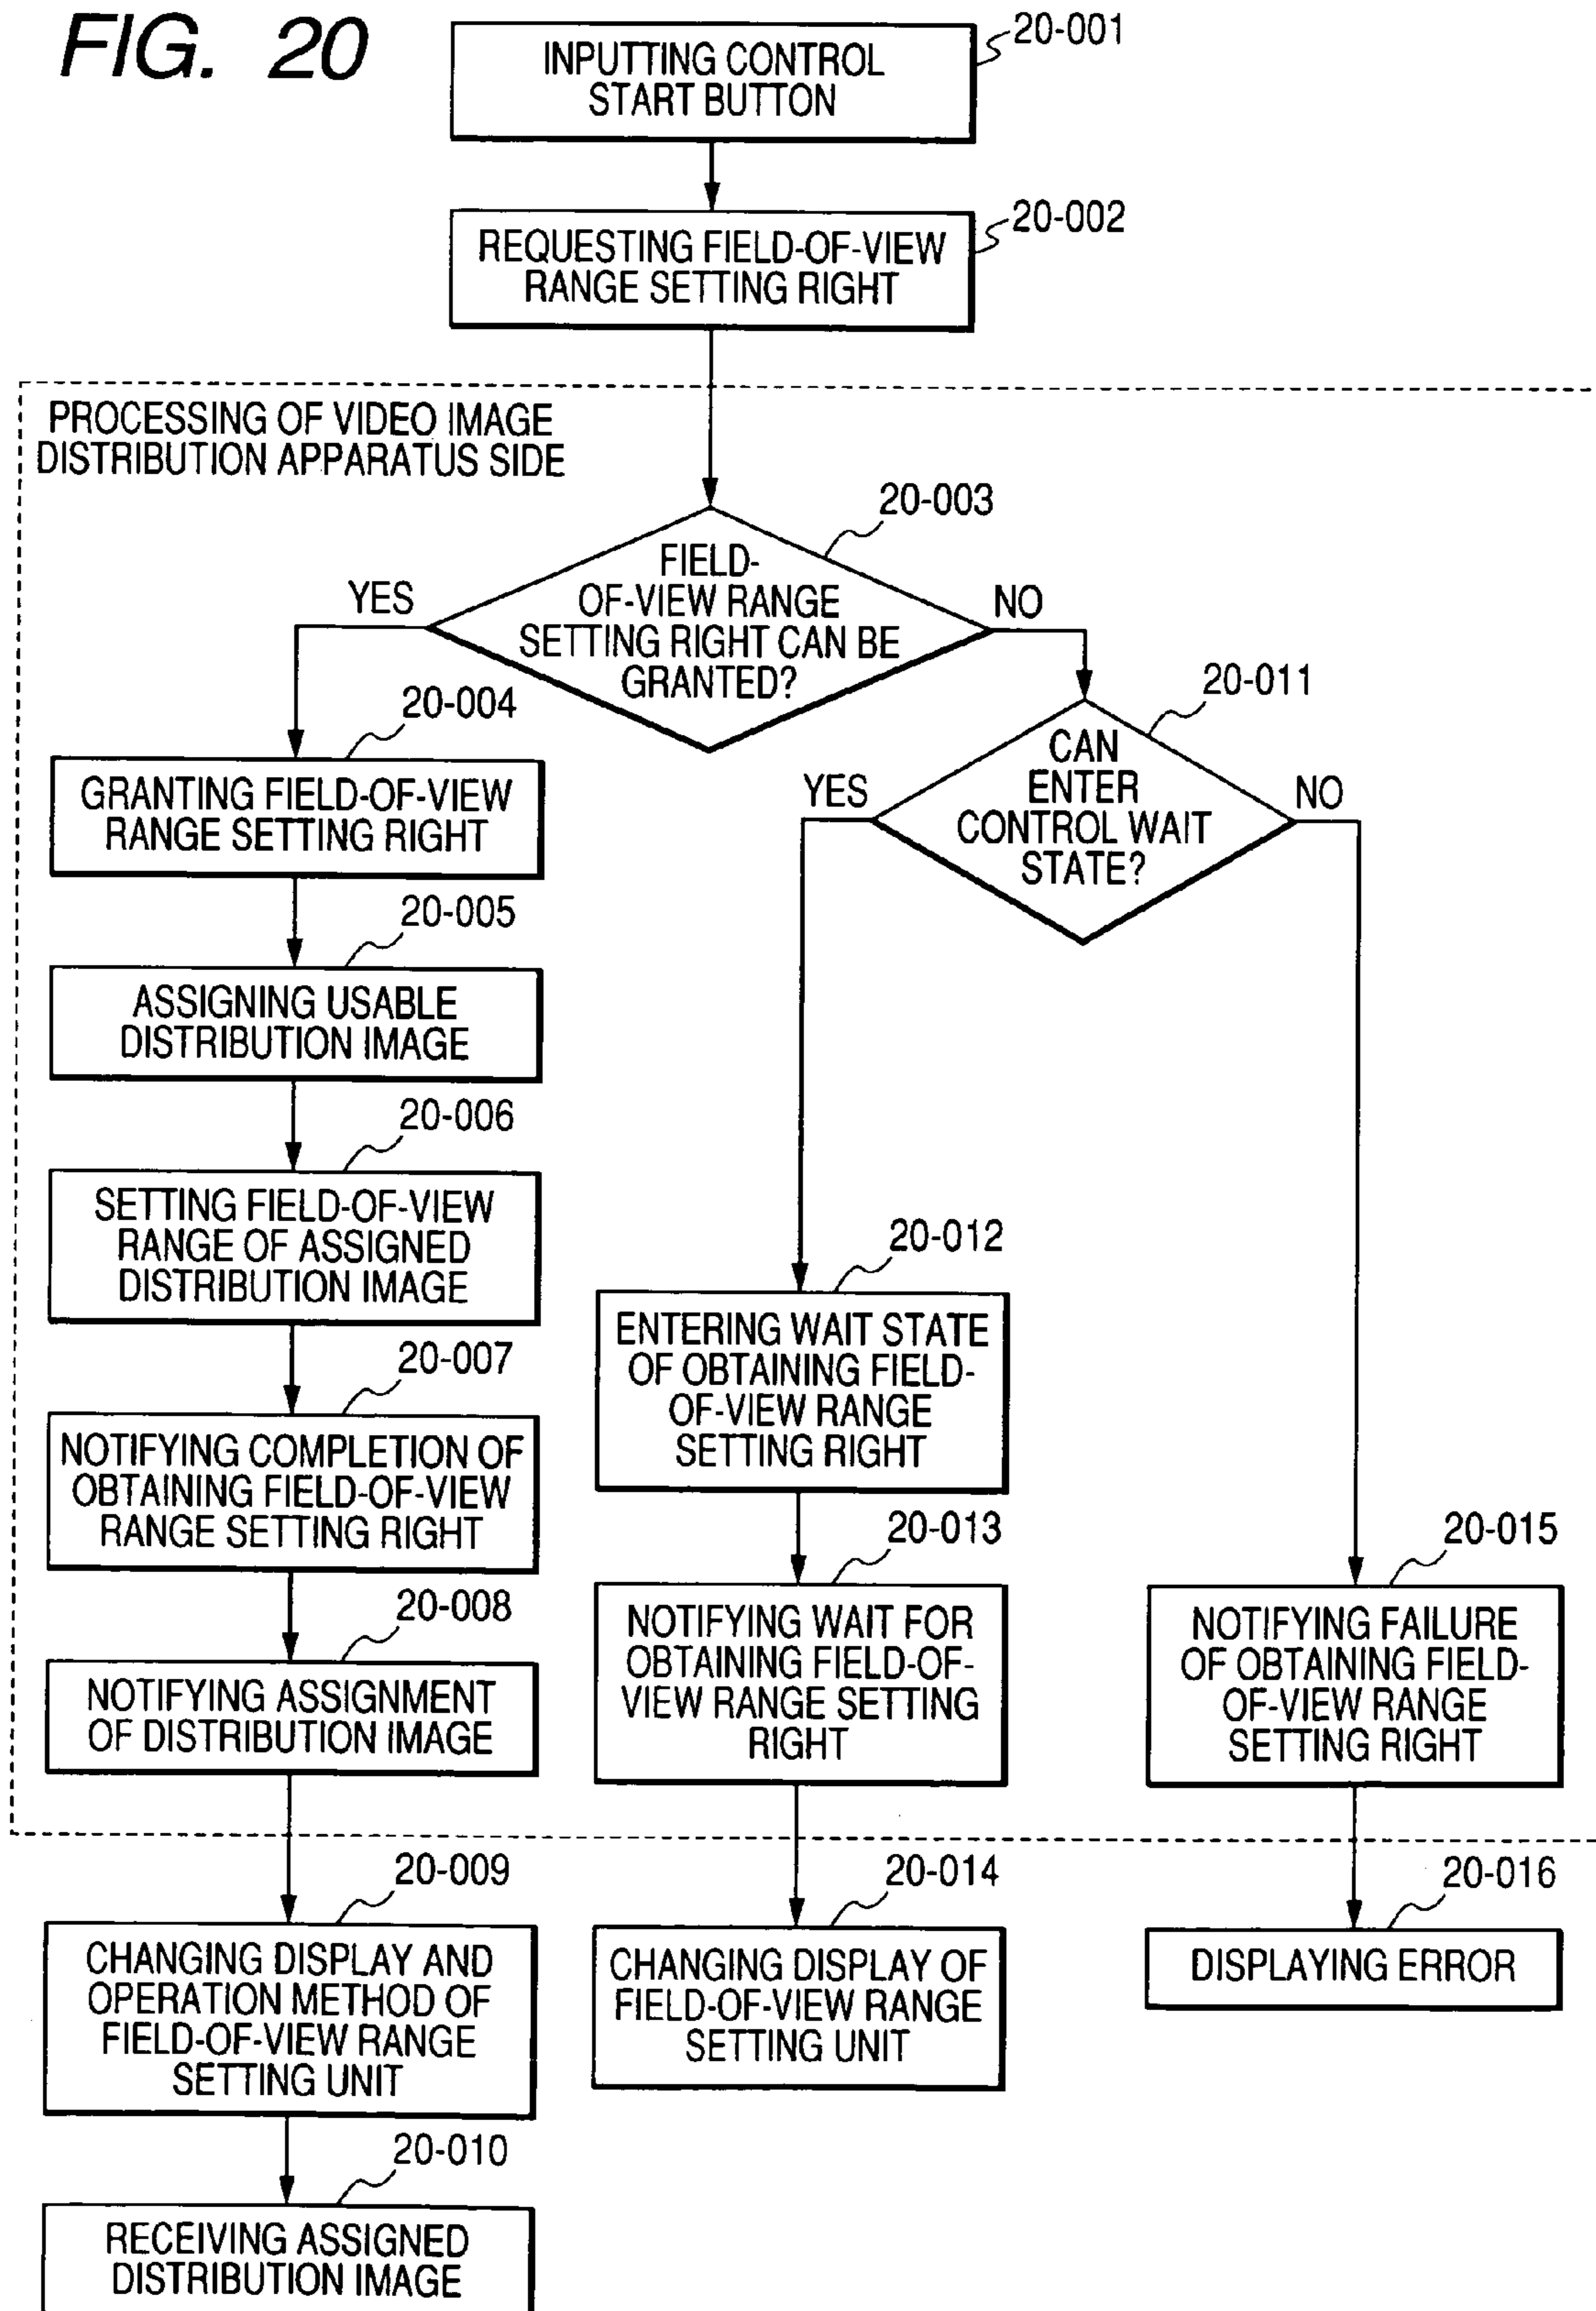 FIG. 20
20-001
INPUTTING CONTROL
START BUTTON
20-002
REQUESTING FIELD-OF-VIEW
RANGE SETTING RIGHT
PROCESSING OF VIDEO IMAGE
DISTRIBUTION APPARATUS SIDE
20-003
FIELD-
OF-VIEW RANGE
SETTING RIGHT CAN BE
GRANTED?
YES
NO
20-004
GRANTING FIELD-OF-VIEW
RANGE SETTING RIGHT
20-011
CAN
ENTER
CONTROL WAIT
STATE?
YES
NO
20-005
ASSIGNING USABLE
DISTRIBUTION IMAGE
20-006
SETTING FIELD-OF-VIEW
RANGE OF ASSIGNED
DISTRIBUTION IMAGE
20-007
NOTIFYING COMPLETION OF
OBTAINING FIELD-OF-VIEW
RANGE SETTING RIGHT
20-008
NOTIFYING ASSIGNMENT
OF DISTRIBUTION IMAGE
20-012
ENTERING WAIT STATE
OF OBTAINING FIELD-
OF-VIEW RANGE
SETTING RIGHT
20-013
NOTIFYING WAIT FOR
OBTAINING FIELD-OF-
VIEW RANGE SETTING
RIGHT
20-015
NOTIFYING FAILURE
OF OBTAINING FIELD-
OF-VIEW RANGE
SETTING RIGHT
20-009
CHANGING DISPLAY AND
OPERATION METHOD OF
FIELD-OF-VIEW RANGE
SETTING UNIT
20-014
CHANGING DISPLAY OF
FIELD-OF-VIEW RANGE
SETTING UNIT
20-016
DISPLAYING ERROR
20-010
RECEIVING ASSIGNED
DISTRIBUTION IMAGE